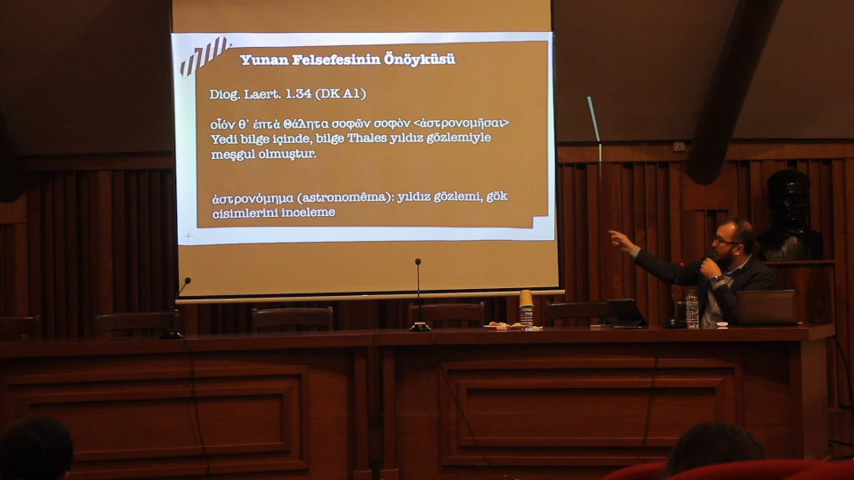 Yunan Felsefesinin Önöyküsü
Diog. Laert. 1.34 (DK A1)
οἷόν θ' ἑπτὰ Θάλητα σοφῶν σοφὸν <ἀστρονομῆσαι>
Yedi bilge içinde, bilge Thales yıldız gözlemiyle
meşgul olmuştur.
ἀστρονόμημα (astronomêma): yıldız gözlemi, gök
cisimlerini inceleme